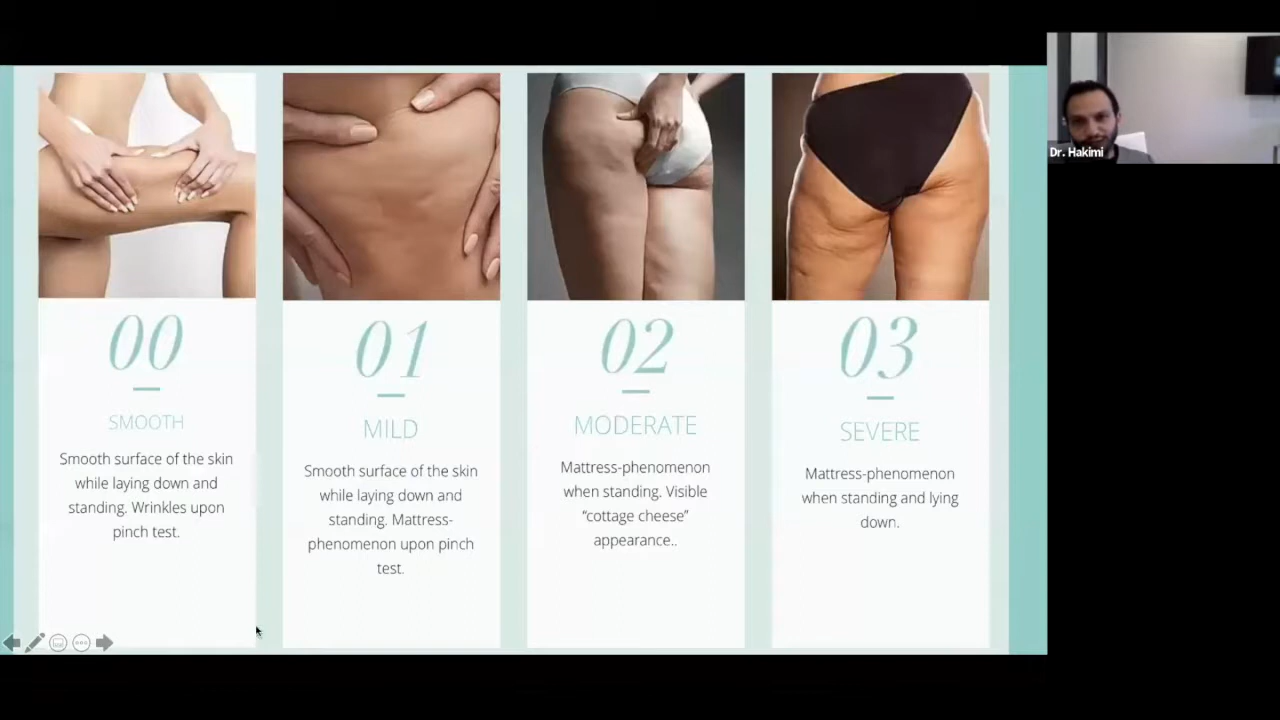 Dr. Hakimi
00
SMOOTH
Smooth surface of the skin
while laying down and
standing. Wrinkles upon
pinch test.
01
MILD
Smooth surface of the skin
while laying down and
standing. Mattress-
phenomenon upon pinch
test.
02
MODERATE
Mattress-phenomenon
when standing. Visible
“cottage cheese”
appearance..
03
SEVERE
Mattress-phenomenon
when standing and lying
down.